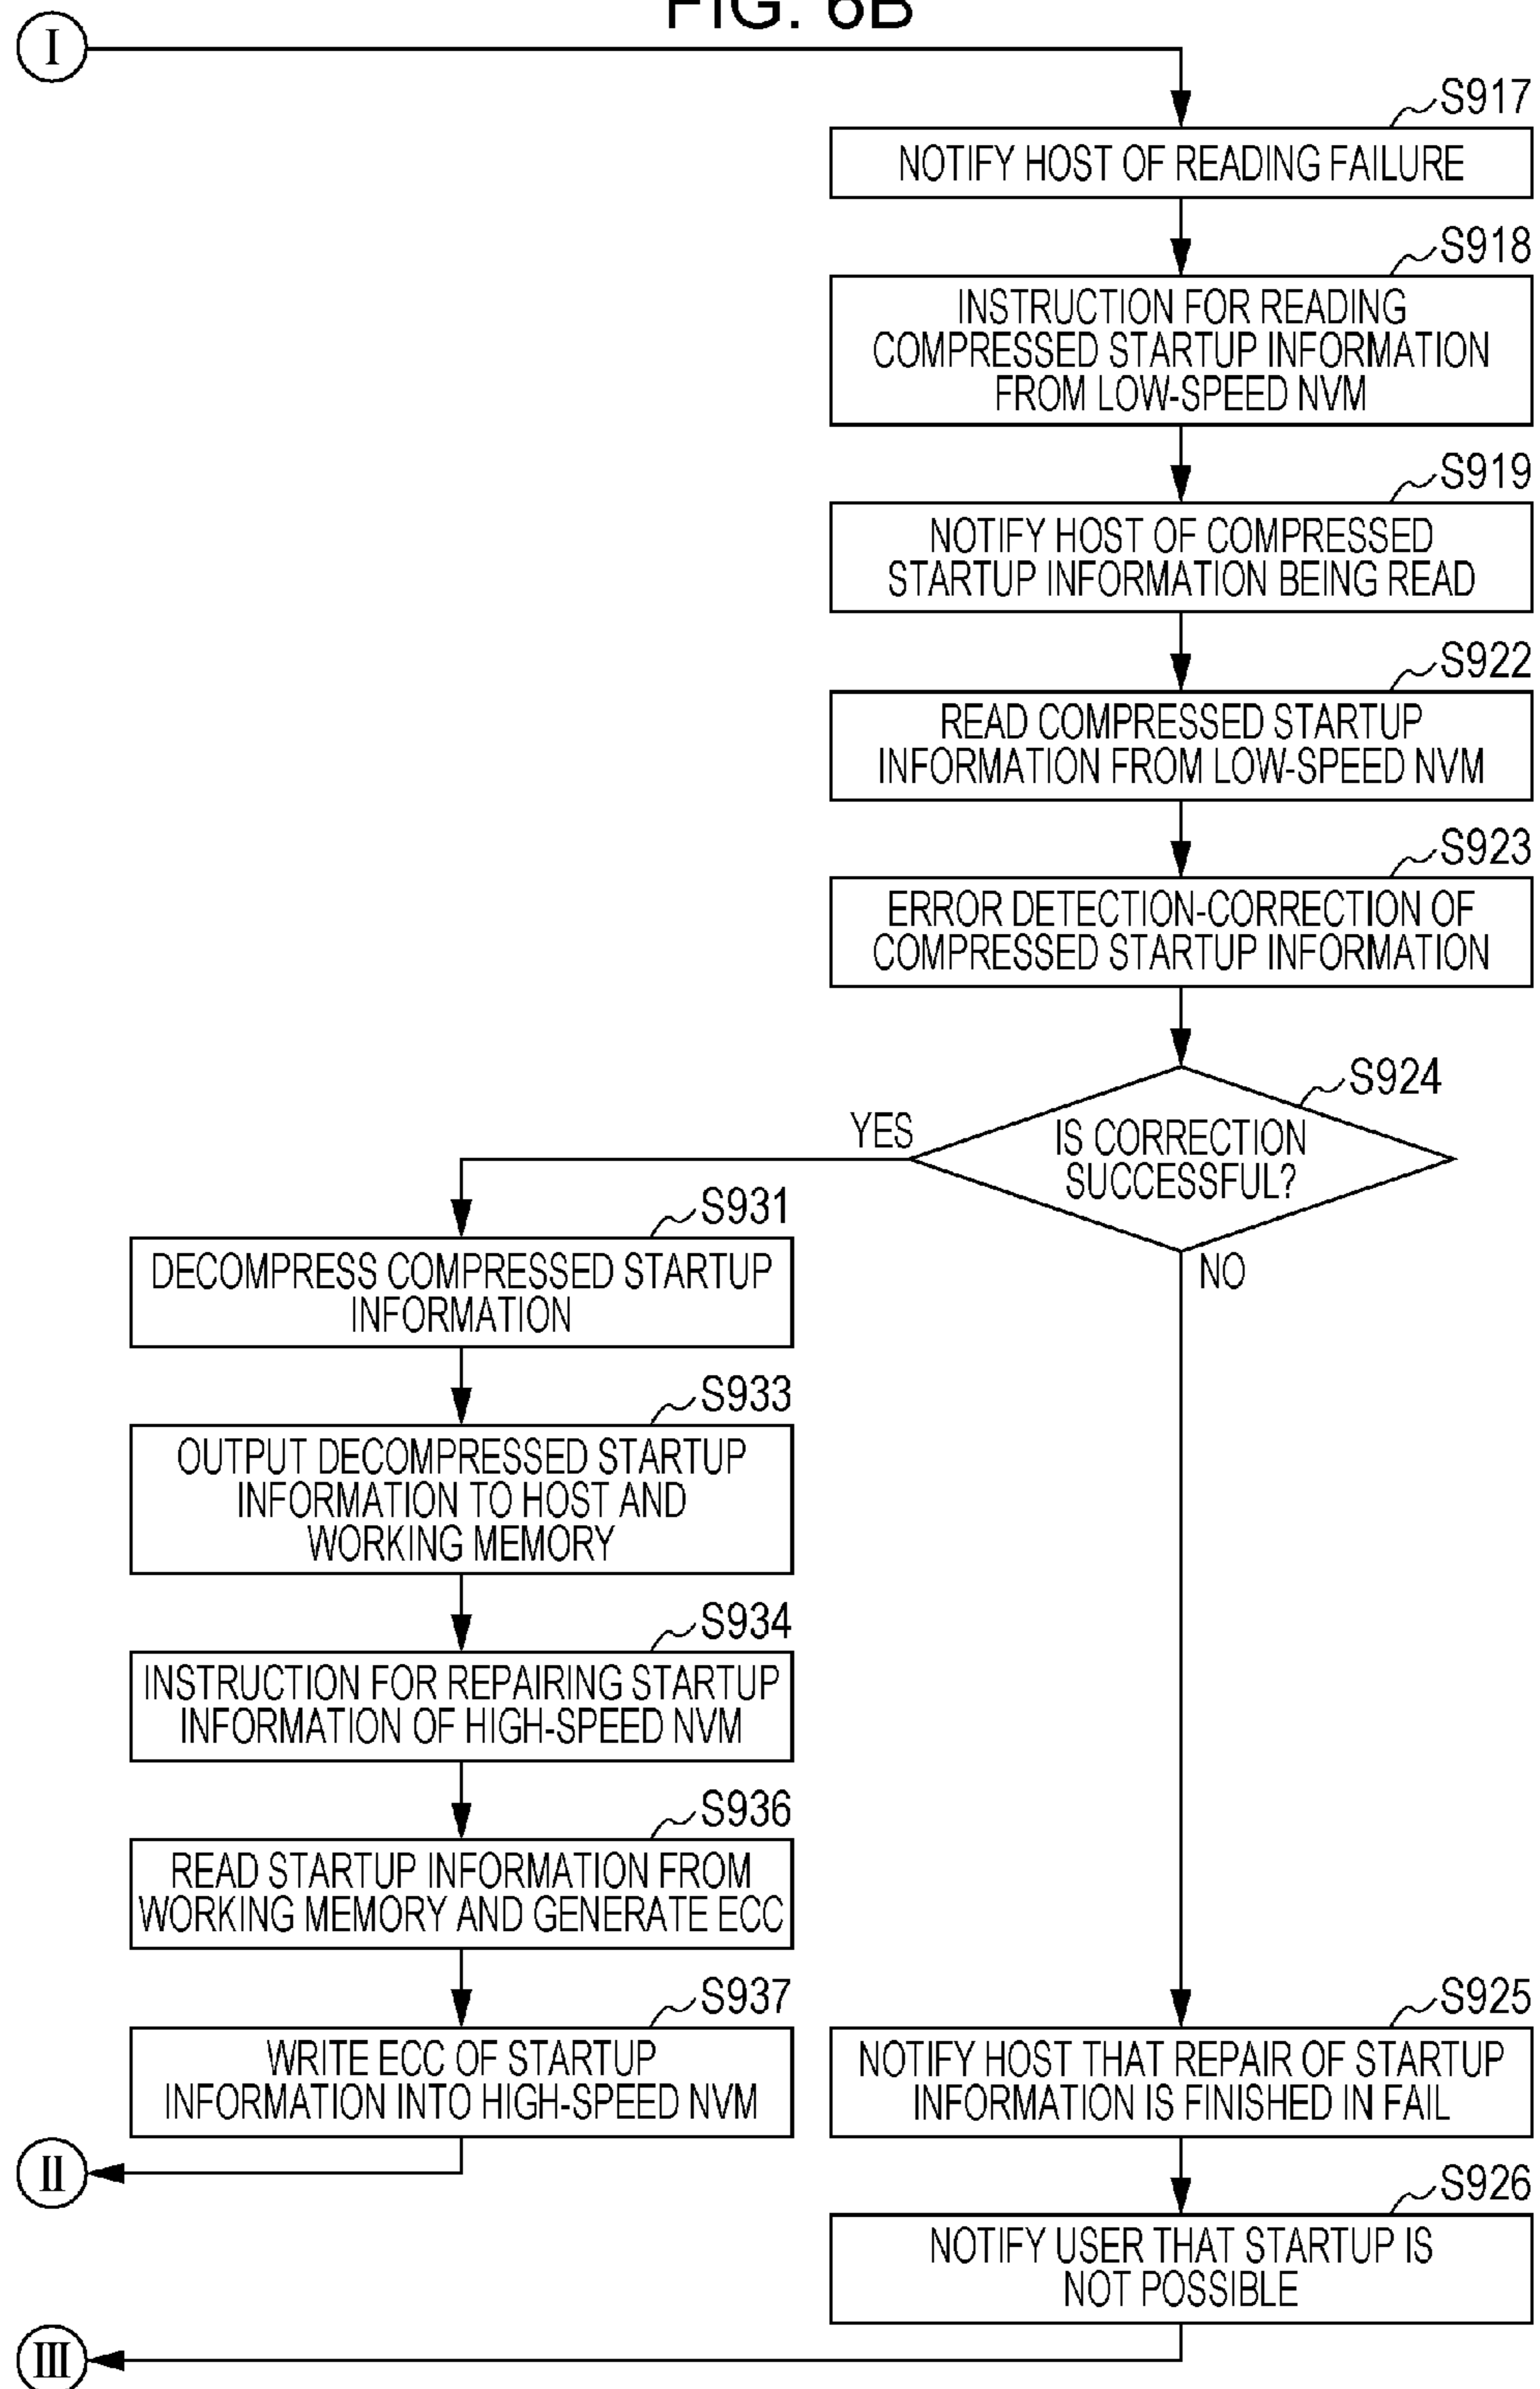 FIG. 6B
I
S917
NOTIFY HOST OF READING FAILURE
S918
INSTRUCTION FOR READING
COMPRESSED STARTUP INFORMATION
FROM LOW-SPEED NVM
S919
NOTIFY HOST OF COMPRESSED
STARTUP INFORMATION BEING READ
S922
READ COMPRESSED STARTUP
INFORMATION FROM LOW-SPEED NVM
S923
ERROR DETECTION-CORRECTION OF
COMPRESSED STARTUP INFORMATION
S924
IS CORRECTION
SUCCESSFUL?
YES
NO
S931
DECOMPRESS COMPRESSED STARTUP
INFORMATION
S933
OUTPUT DECOMPRESSED STARTUP
INFORMATION TO HOST AND
WORKING MEMORY
S934
INSTRUCTION FOR REPAIRING STARTUP
INFORMATION OF HIGH-SPEED NVM
S936
READ STARTUP INFORMATION FROM
WORKING MEMORY AND GENERATE ECC
S937
WRITE ECC OF STARTUP
INFORMATION INTO HIGH-SPEED NVM
II
S925
NOTIFY HOST THAT REPAIR OF STARTUP
INFORMATION IS FINISHED IN FAIL
S926
NOTIFY USER THAT STARTUP IS
NOT POSSIBLE
III